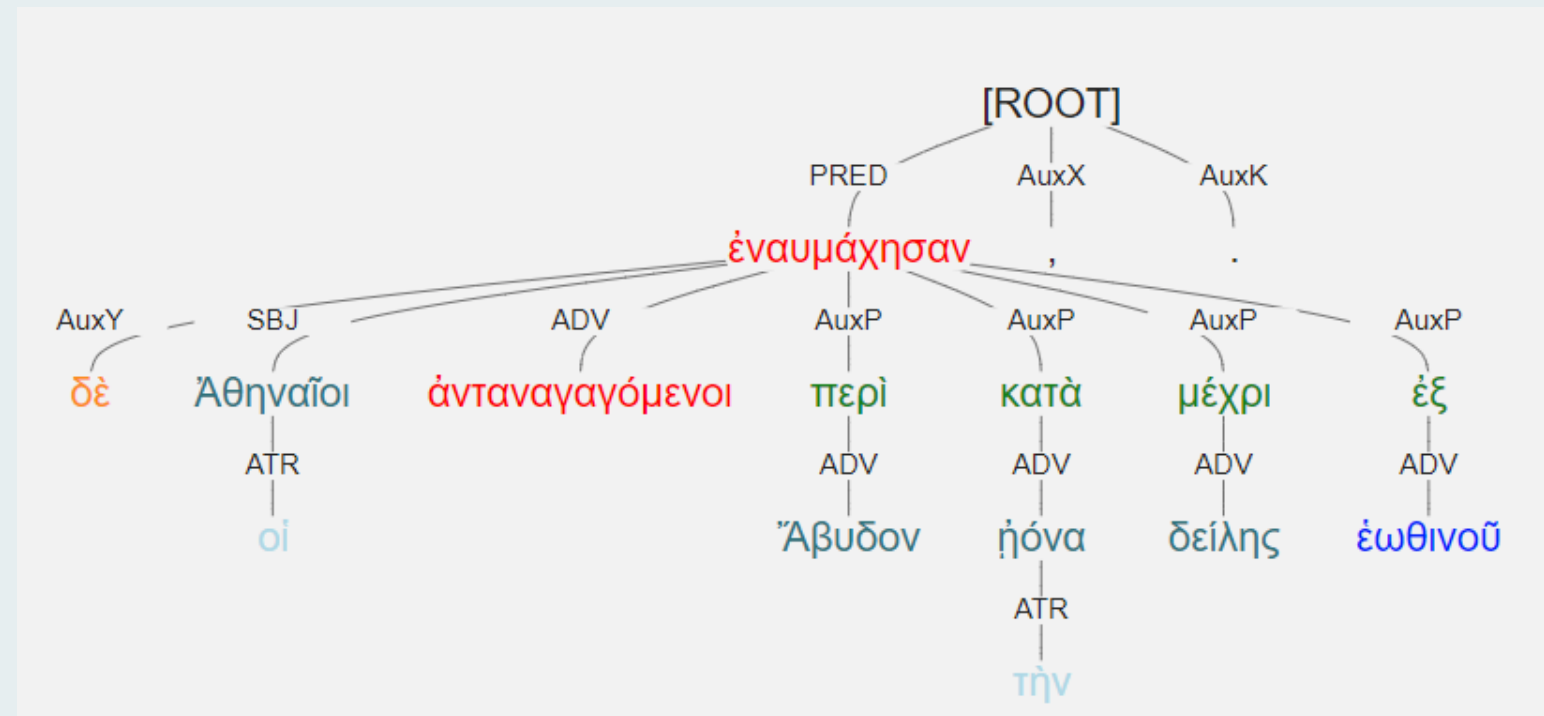 [ROOT]
PRED AuxX AuxK
ἐναυμάχησαν , .
AuxY SBJ ADV AuxP AuxP AuxP AuxP
δὲ Ἀθηναῖοι ἀνταναγαγόμενοι περὶ κατὰ μέχρι ἐξ
ATR ADV ADV ADV ADV
οἱ Ἄβυδον ᾐόνα δείλης ἑωθινοῦ
ATR
τὴν